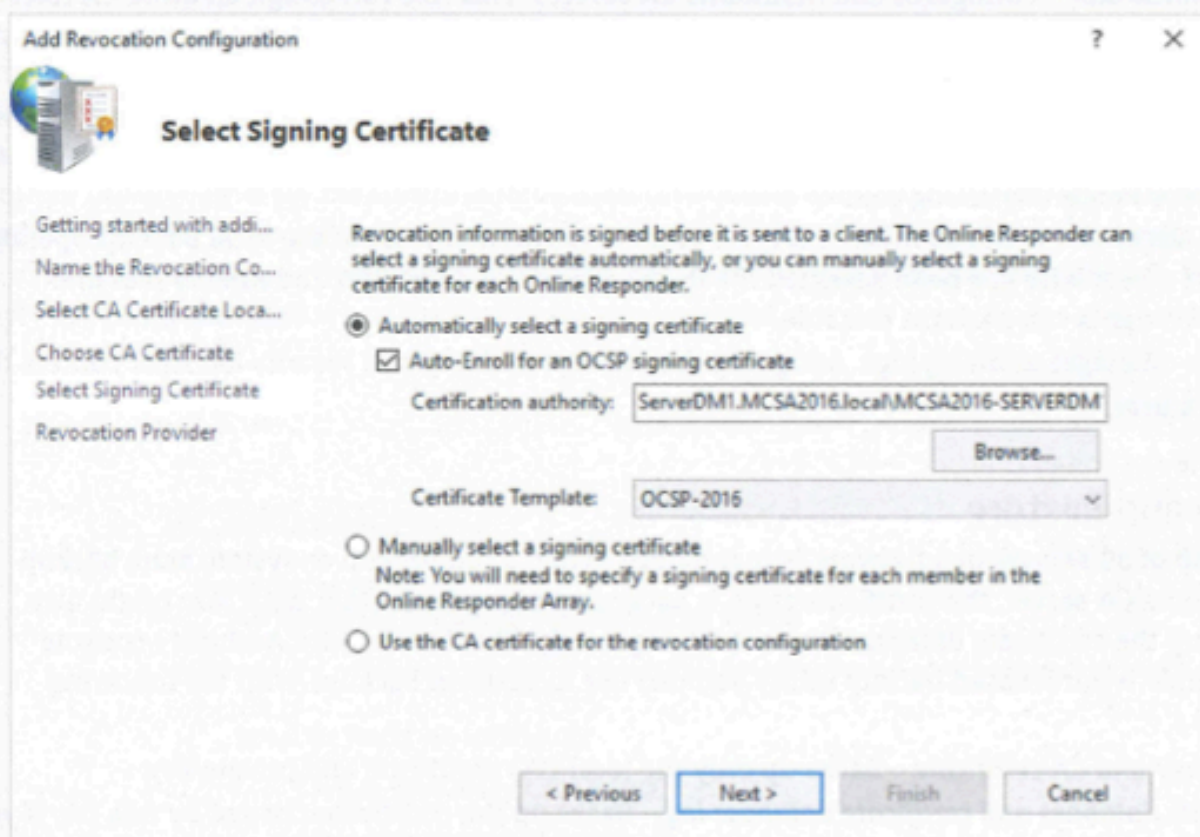 Add Revocation Configuration
?
Select Signing Certificate
Getting started with addi...
Name the Revocation Co...
Select CA Certificate Loca...
Choose CA Certificate
Select Signing Certificate
Revocation Provider
Revocation information is signed before it is sent to a client. The Online Responder can
select a signing certificate automatically, or you can manually select a signing
certificate for each Online Responder.
Automatically select a signing certificate
Auto-Enroll for an OCSP signing certificate
Certification authority: ServerDM1.MCSA2016.local\MCSA2016-SERVERDM
Browse...
Certificate Template: OCSP-2016
Manually select a signing certificate
Note: You will need to specify a signing certificate for each member in the
Online Responder Array.
Use the CA certificate for the revocation configuration
< Previous Next > Finish Cancel